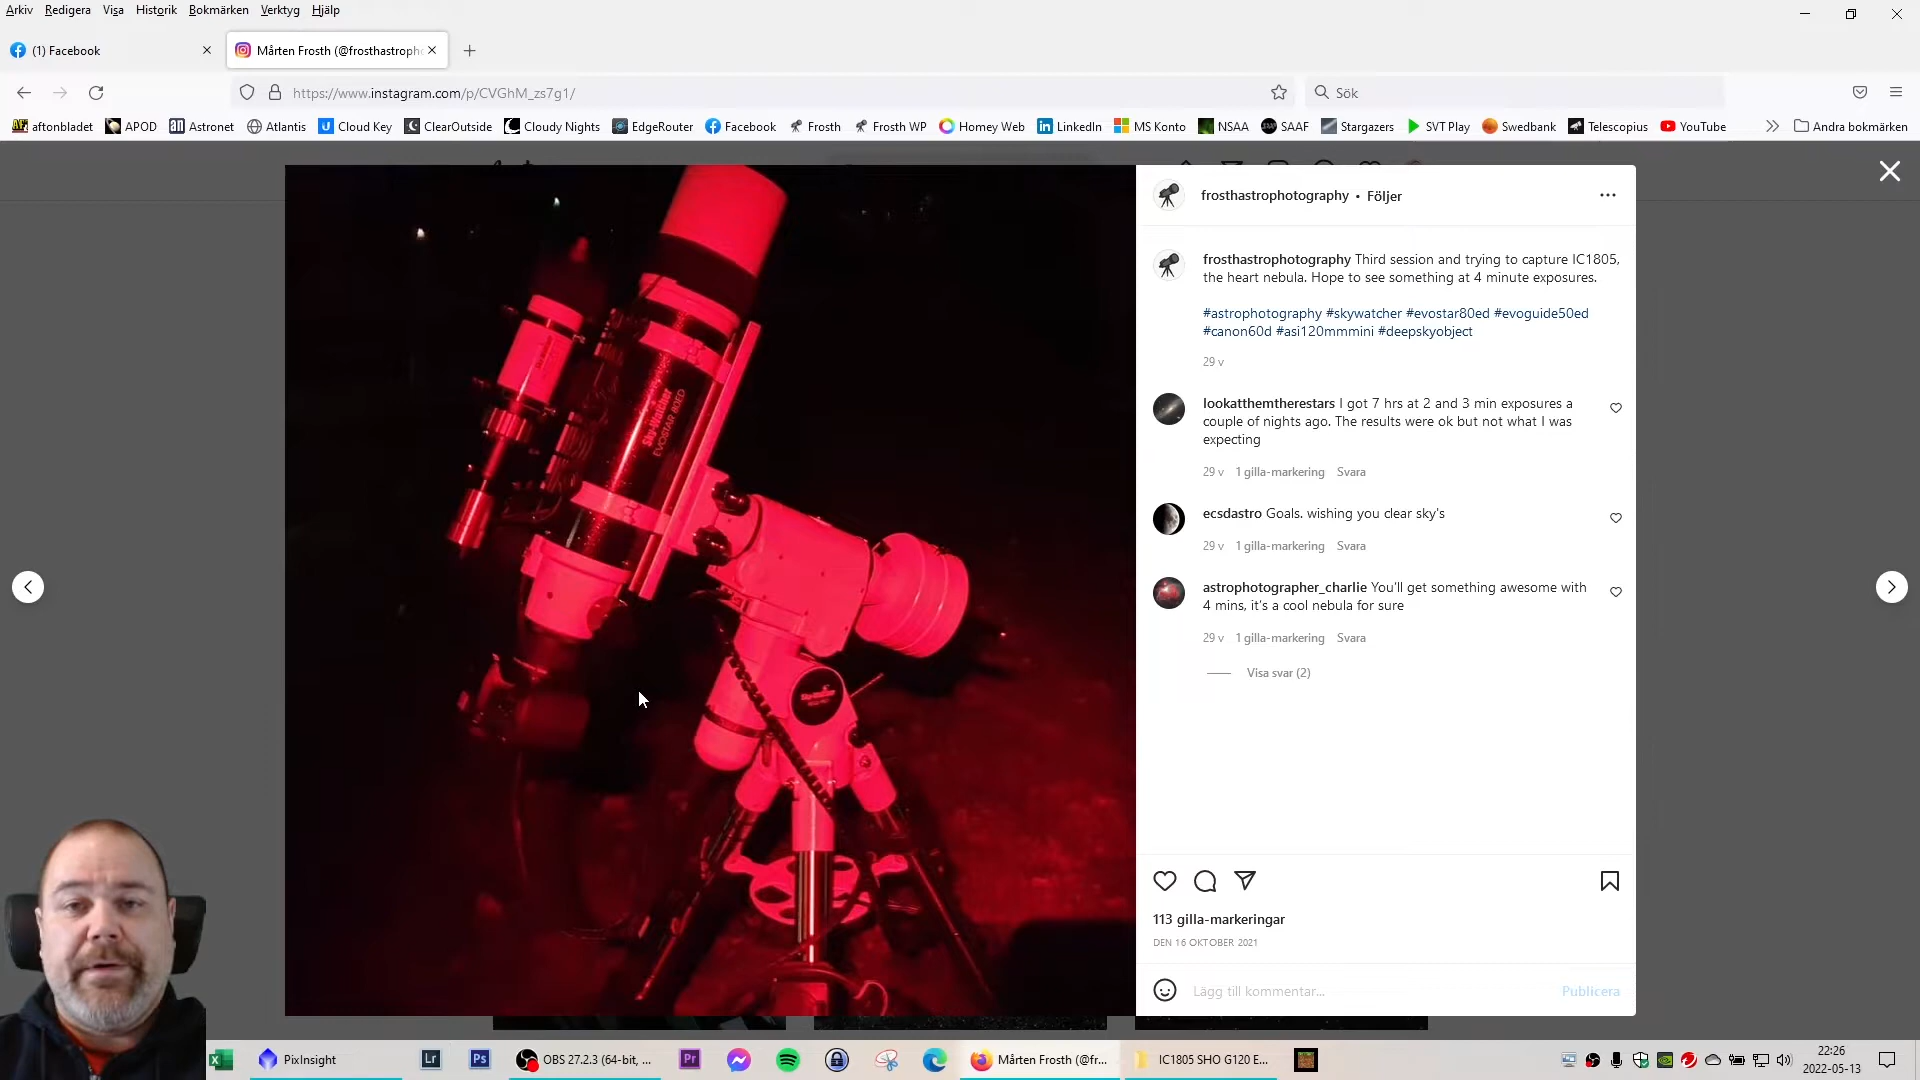 Arkiv Redigera Visa Historik Bokmärken Verktyg Hjälp
(1) Facebook
Mårten Frosth (@frosthastroph
https://www.instagram.com/p/CVGhM_zs7g1/
Sök
aftonbladet APOD Astronet Atlantis Cloud Key ClearOutside Cloudy Nights EdgeRouter Facebook Frosth Frosth WP Homey Web LinkedIn MS Konto NSAA SAAF Stargazers SVT Play Swedbank Telescopius YouTube Andra bokmärken
frosthastrophotography • Följer
frosthastrophotography Third session and trying to capture IC1805,
the heart nebula. Hope to see something at 4 minute exposures.
#astrophotography #skywatcher #evostar80ed #evoguide50ed
#canon60d #asi120mmmini #deepskyobject
29 v
lookatthemtherestars I got 7 hrs at 2 and 3 min exposures a
couple of nights ago. The results were ok but not what I was
expecting
29 v 1 gilla-markering Svara
ecsdastro Goals. wishing you clear sky's
29 v 1 gilla-markering Svara
astrophotographer_charlie You'll get something awesome with
4 mins, it's a cool nebula for sure
29 v 1 gilla-markering Svara
Visa svar (2)
113 gilla-markeringar
DEN 16 OKTOBER 2021
Lägg till kommentar...
Publicera
Sky-Watcher
EVOSTAR 80ED
PixInsight
Lr
Ps
OBS 27.2.3 (64-bit, ...
Pr
Mårten Frosth (@fr...
IC1805 SHO G120 E...
22:26
2022-05-13